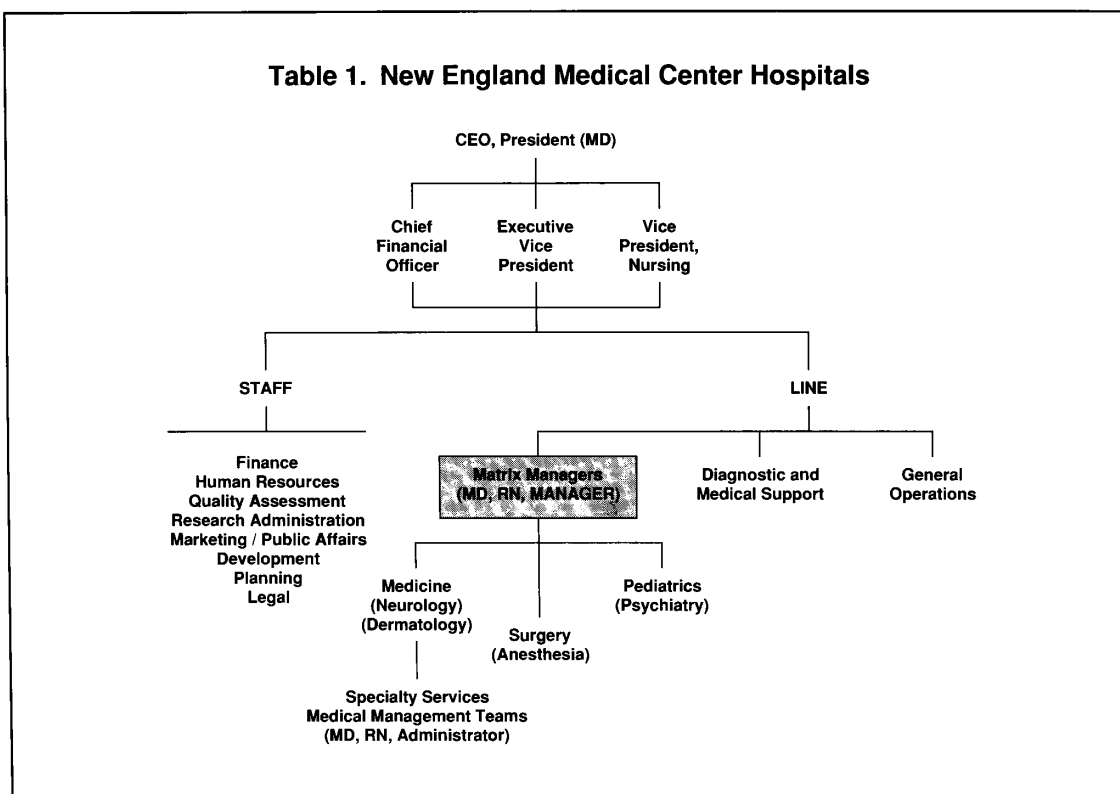 Table 1. New England Medical Center Hospitals
CEO, President (MD)
Chief
Financial
Officer
Executive
Vice
President
Vice
President,
Nursing
STAFF
LINE
Finance
Human Resources
Quality Assessment
Research Administration
Marketing / Public Affairs
Development
Planning
Legal
Matrix Managers
(MD, RN, MANAGER)
Diagnostic and
Medical Support
General
Operations
Medicine
(Neurology)
(Dermatology)
Surgery
(Anesthesia)
Pediatrics
(Psychiatry)
Specialty Services
Medical Management Teams
(MD, RN, Administrator)